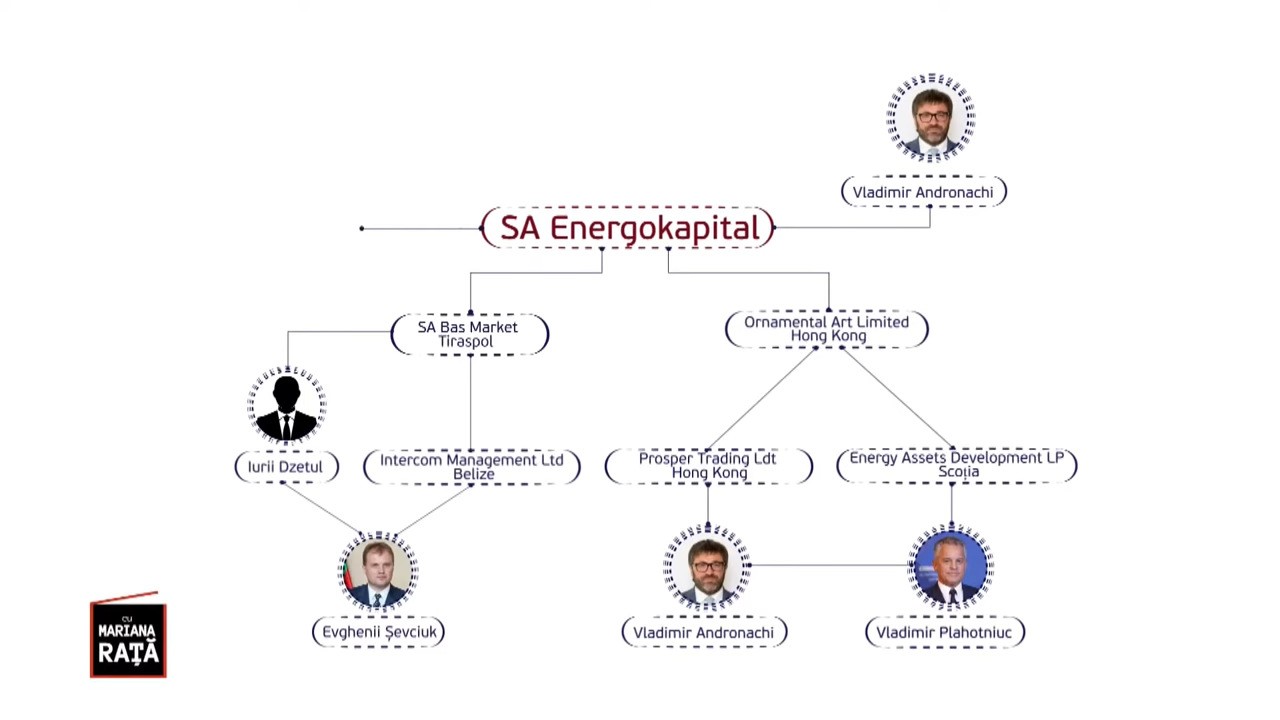 Vladimir Andronachi
SA Energokapital
SA Bas Market
Tiraspol
Ornamental Art Limited
Hong Kong
Iurii Dzetul
Intercom Management Ltd
Belize
Prosper Trading Ldt
Hong Kong
Energy Assets Development LP
Scoția
Evghenii Șevciuk
Vladimir Andronachi
Vladimir Plahotniuc
CU
MARIANA
RAȚĂ